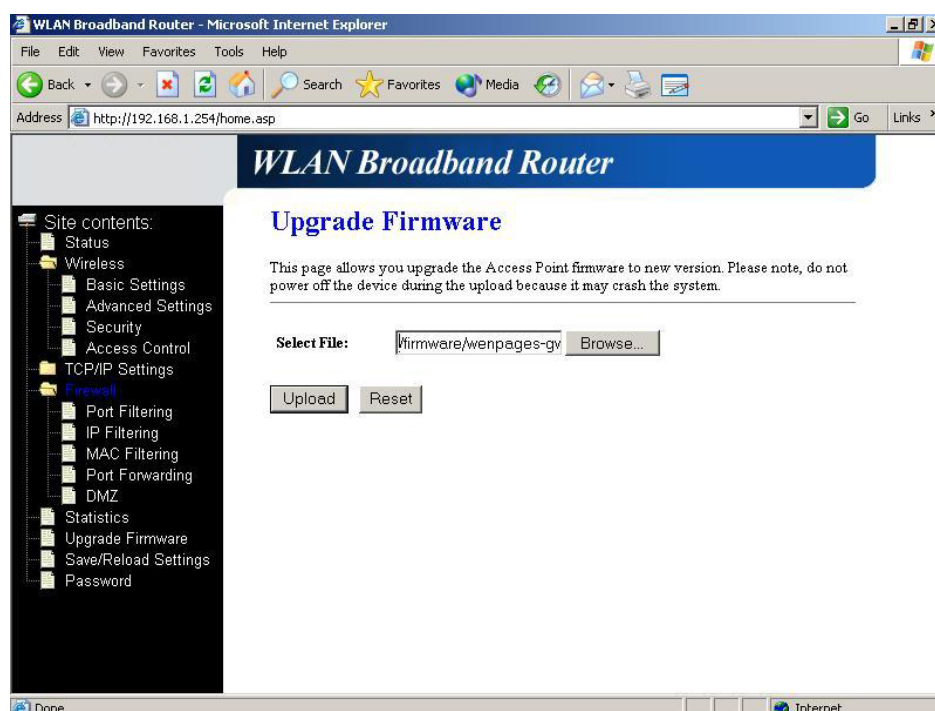 WLAN Broadband Router - Microsoft Internet Explorer
File Edit View Favorites Tools Help
Back Search Favorites Media
Address http://192.168.1.254/home.asp Go Links
WLAN Broadband Router
Site contents:
Status
Wireless
Basic Settings
Advanced Settings
Security
Access Control
TCP/IP Settings
Firewall
Port Filtering
IP Filtering
MAC Filtering
Port Forwarding
DMZ
Statistics
Upgrade Firmware
Save/Reload Settings
Password
Upgrade Firmware
This page allows you upgrade the Access Point firmware to new version. Please note, do not
power off the device during the upload because it may crash the system.
Select File: /firmware/wenpages-gw Browse...
Upload Reset
Done Internet